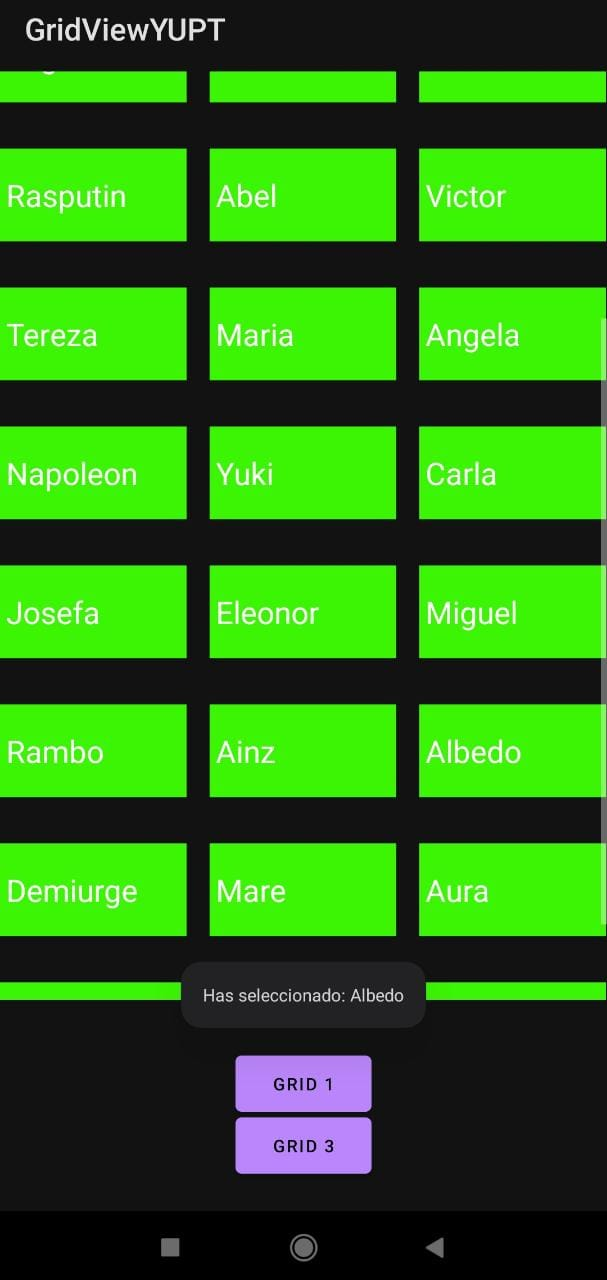 GridViewYUPT
Rasputin Abel Victor
Tereza Maria Angela
Napoleon Yuki Carla
Josefa Eleonor Miguel
Rambo Ainz Albedo
Demiurge Mare Aura
Has seleccionado: Albedo
GRID 1
GRID 3